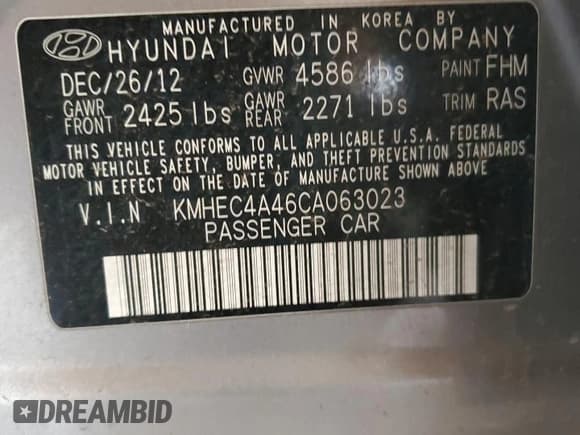 MANUFACTURED IN KOREA BY
HYUNDAI MOTOR COMPANY
DEC/26/12 GVWR 4586 lbs PAINT FHM
GAWR FRONT 2425 lbs GAWR REAR 2271 lbs TRIM RAS
THIS VEHICLE CONFORMS TO ALL APPLICABLE U.S.A. FEDERAL
MOTOR VEHICLE SAFETY, BUMPER, AND THEFT PREVENTION STANDARDS
IN EFFECT ON THE DATE OF MANUFACTURE SHOWN ABOVE
V.I.N KMHEC4A46CA063023
PASSENGER CAR
DREAMBID